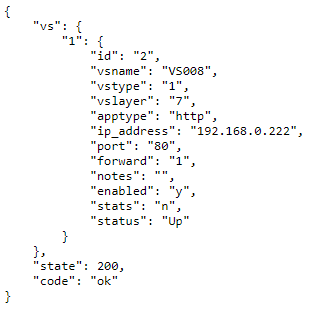 {
    "vs": {
        "1": {
            "id": "2",
            "vsname": "VS008",
            "vstype": "1",
            "vslayer": "7",
            "apptype": "http",
            "ip_address": "192.168.0.222",
            "port": "80",
            "forward": "1",
            "notes": "",
            "enabled": "y",
            "stats": "n",
            "status": "Up"
        }
    },
    "state": 200,
    "code": "ok"
}